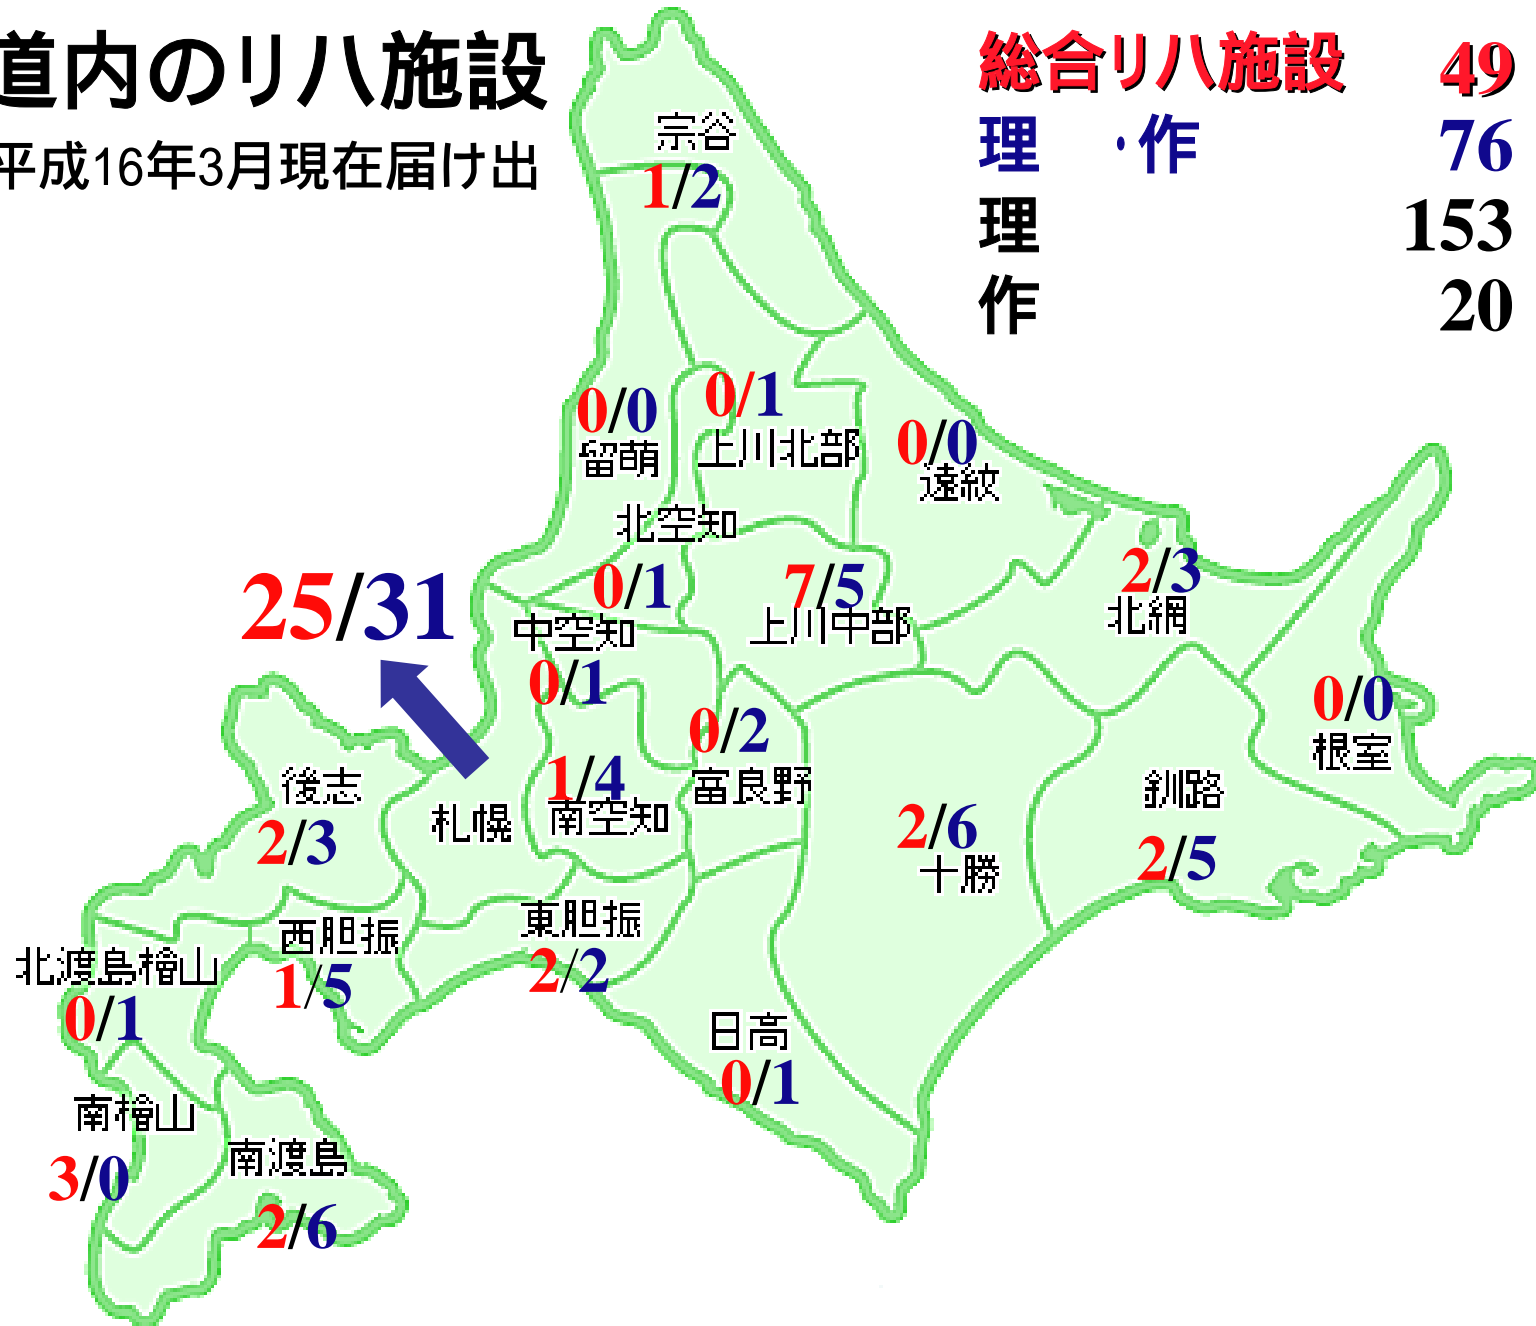 道内のリハ施設
平成16年3月現在届け出
総合リハ施設 49
理 ・作 76
理 153
作 20
宗谷
1/2
0/0
留萌
0/1
上川北部
0/0
遠紋
北空知
0/1
7/5
上川中部
2/3
北網
25/31
中空知
0/1
0/2
富良野
0/0
根室
後志
2/3
札幌
1/4
南空知
2/6
十勝
釧路
2/5
西胆振
1/5
東胆振
2/2
北渡島檜山
0/1
日高
0/1
南檜山
3/0
南渡島
2/6